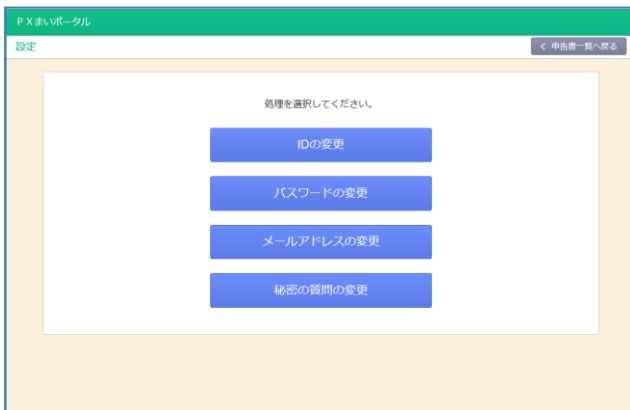 PXまいポータル
設定
く 申告書一覧へ戻る
処理を選択してください。
IDの変更
パスワードの変更
メールアドレスの変更
秘密の質問の変更